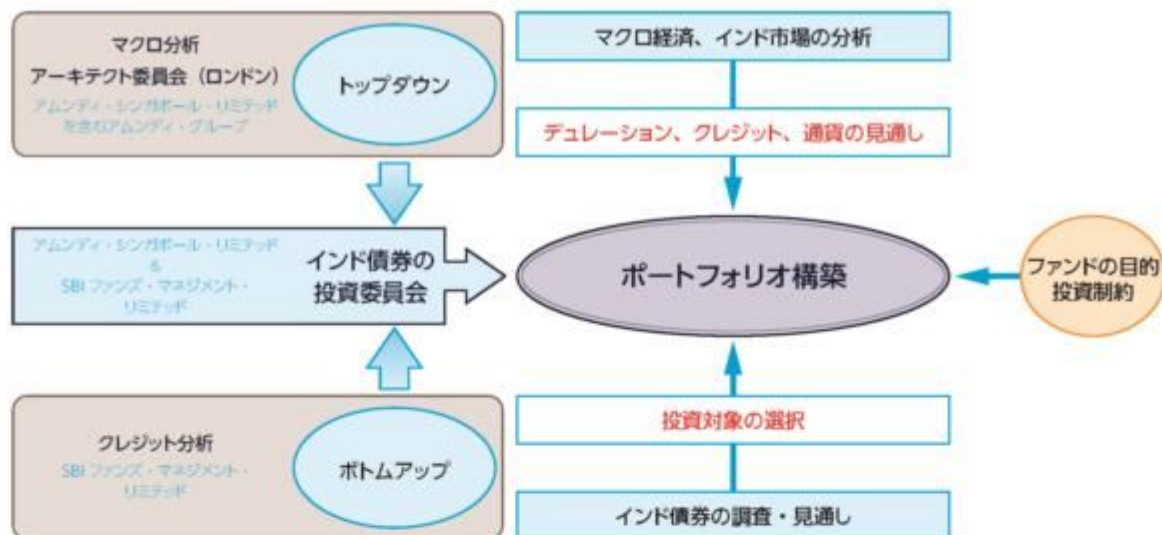 マクロ分析
アーキテクト委員会（ロンドン）
アムンディ・シンガポール・リミテッド
を含むアムンディ・グループ
トップダウン
マクロ経済、インド市場の分析
デュレーション、クレジット、通貨の見通し
アムンディ・シンガポール・リミテッド
&
SBI ファンズ・マネジメント・
リミテッド
インド債券の
投資委員会
ポートフォリオ構築
ファンドの目的
投資制約
クレジット分析
SBI ファンズ・マネジメント・
リミテッド
ボトムアップ
投資対象の選択
インド債券の調査・見通し